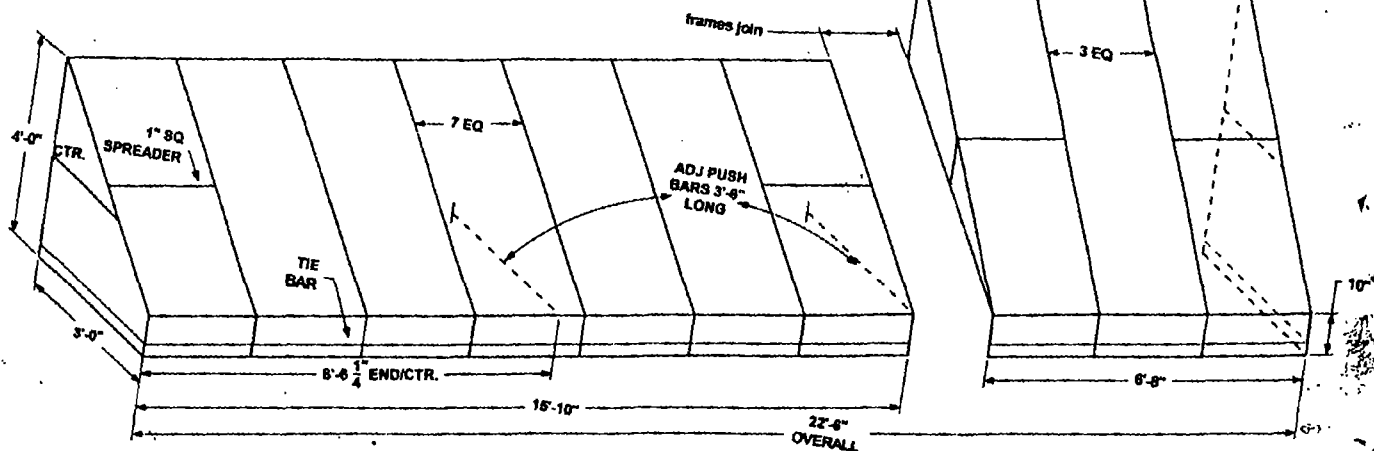 frames join
3 EQ
4'-0"
CTR.
1" SQ
SPREADER
7 EQ
ADJ PUSH
BARS 3'-6"
LONG
TIE
BAR
10"
3'-0"
8'-6 1/4" END/CTR.
6'-8"
15'-10"
22'-6"
OVERALL